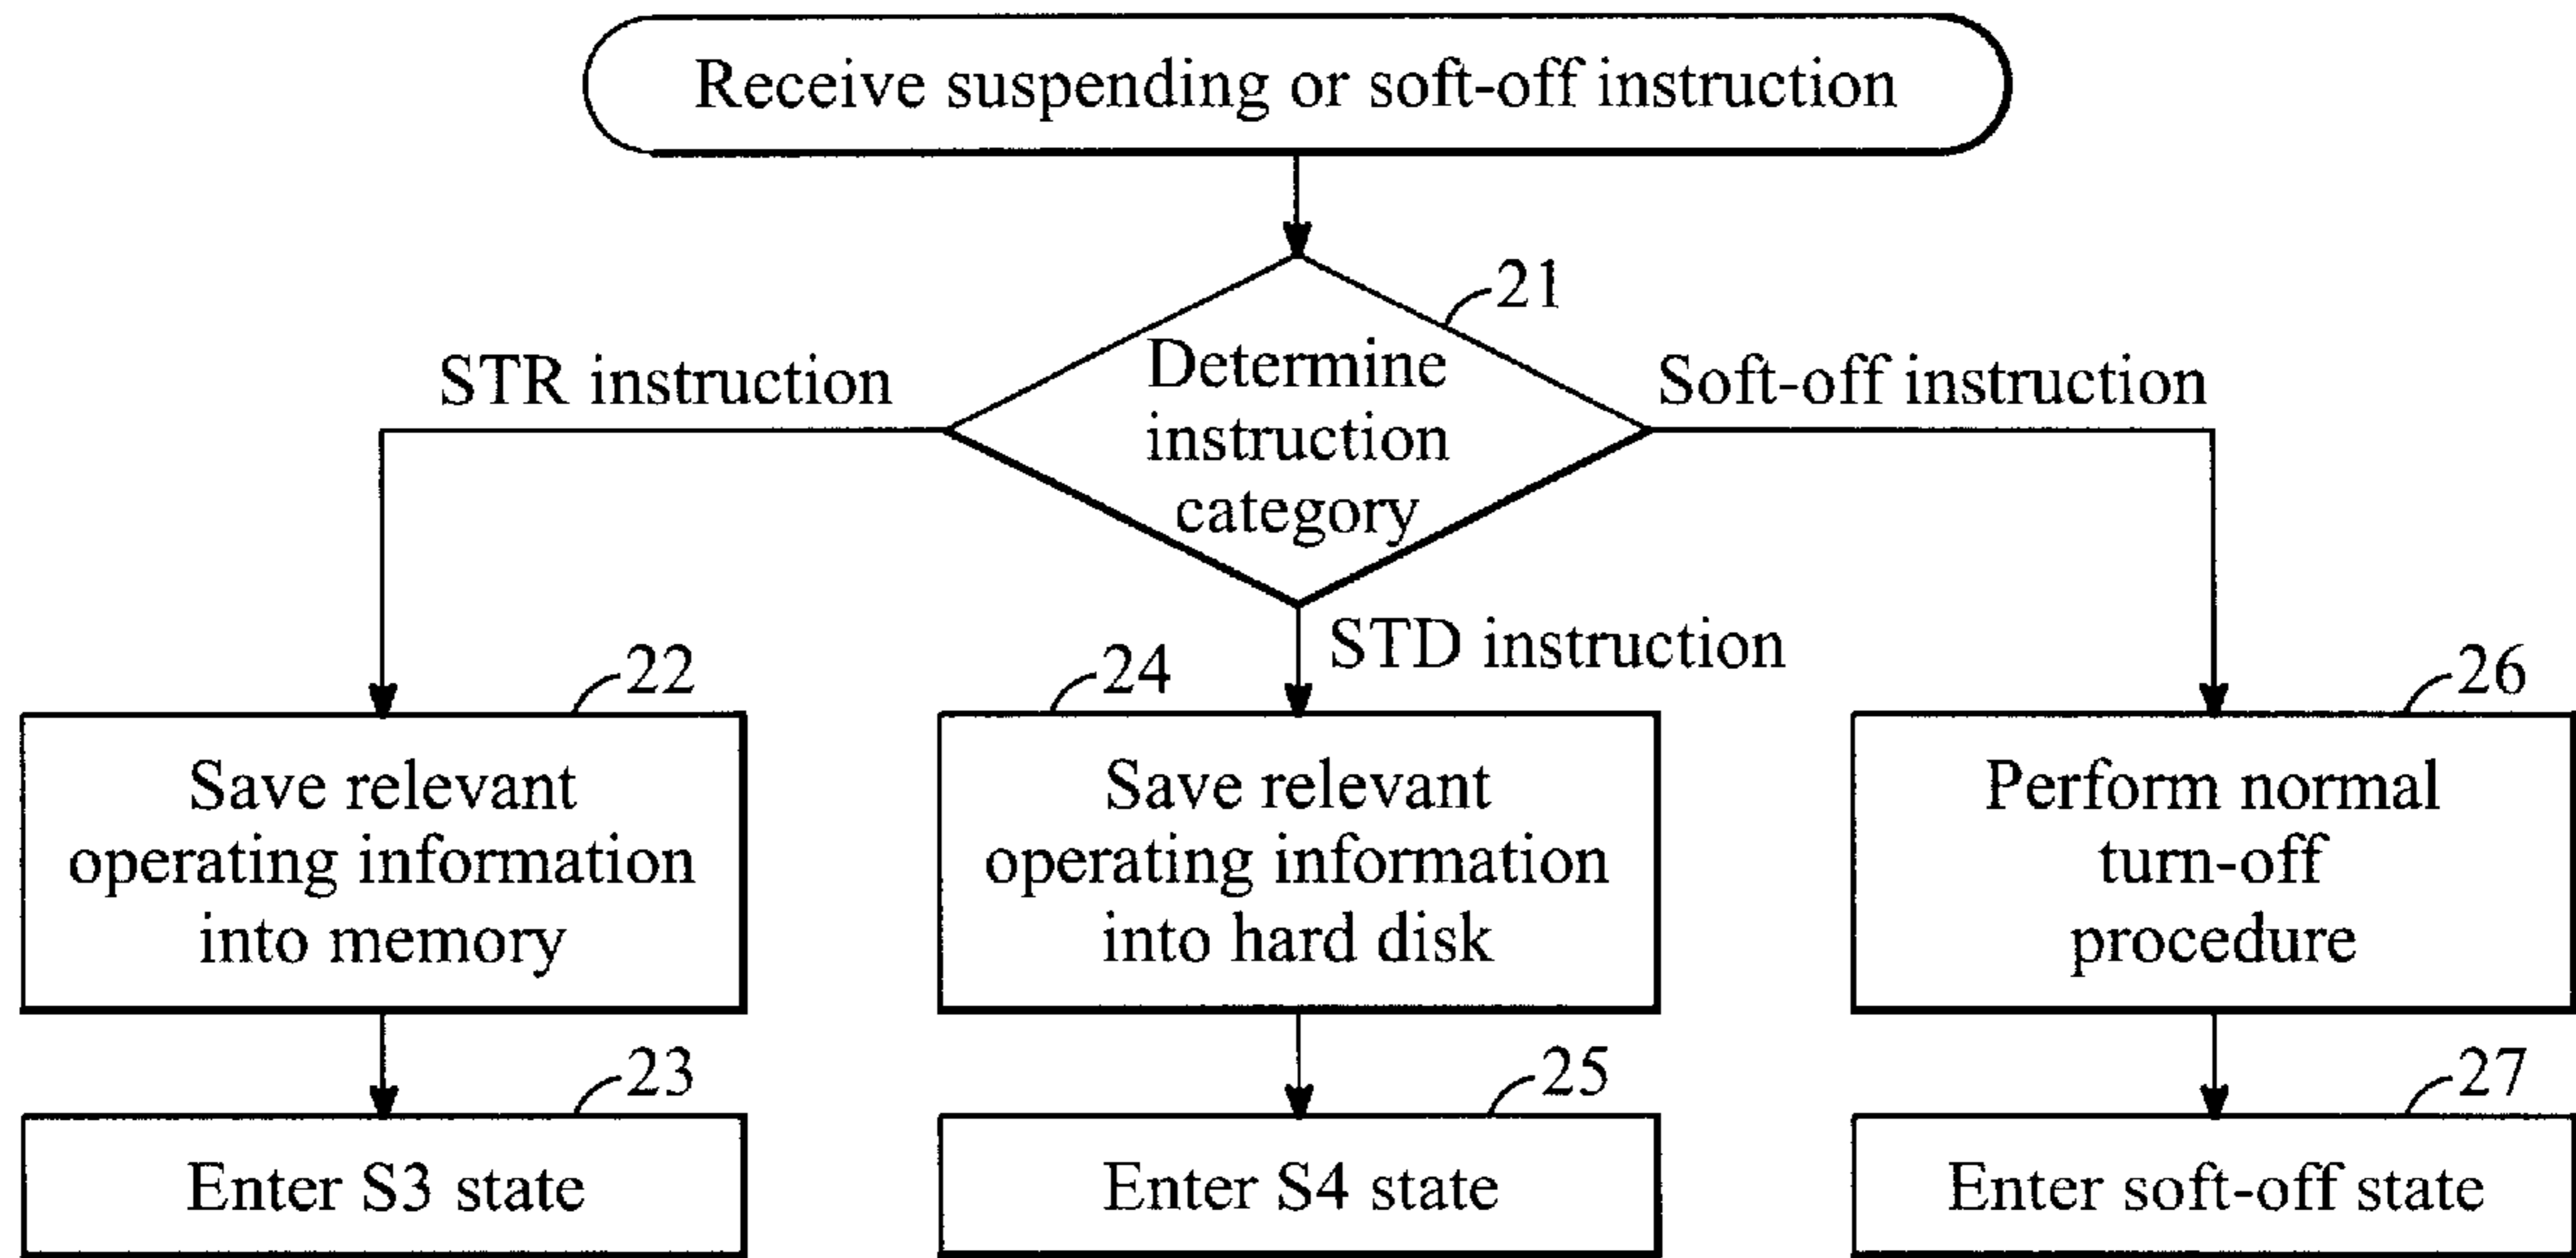 Receive suspending or soft-off instruction
21
Determine
instruction
category
STR instruction
Soft-off instruction
STD instruction
22
Save relevant
operating information
into memory
24
Save relevant
operating information
into hard disk
26
Perform normal
turn-off
procedure
23
Enter S3 state
25
Enter S4 state
27
Enter soft-off state